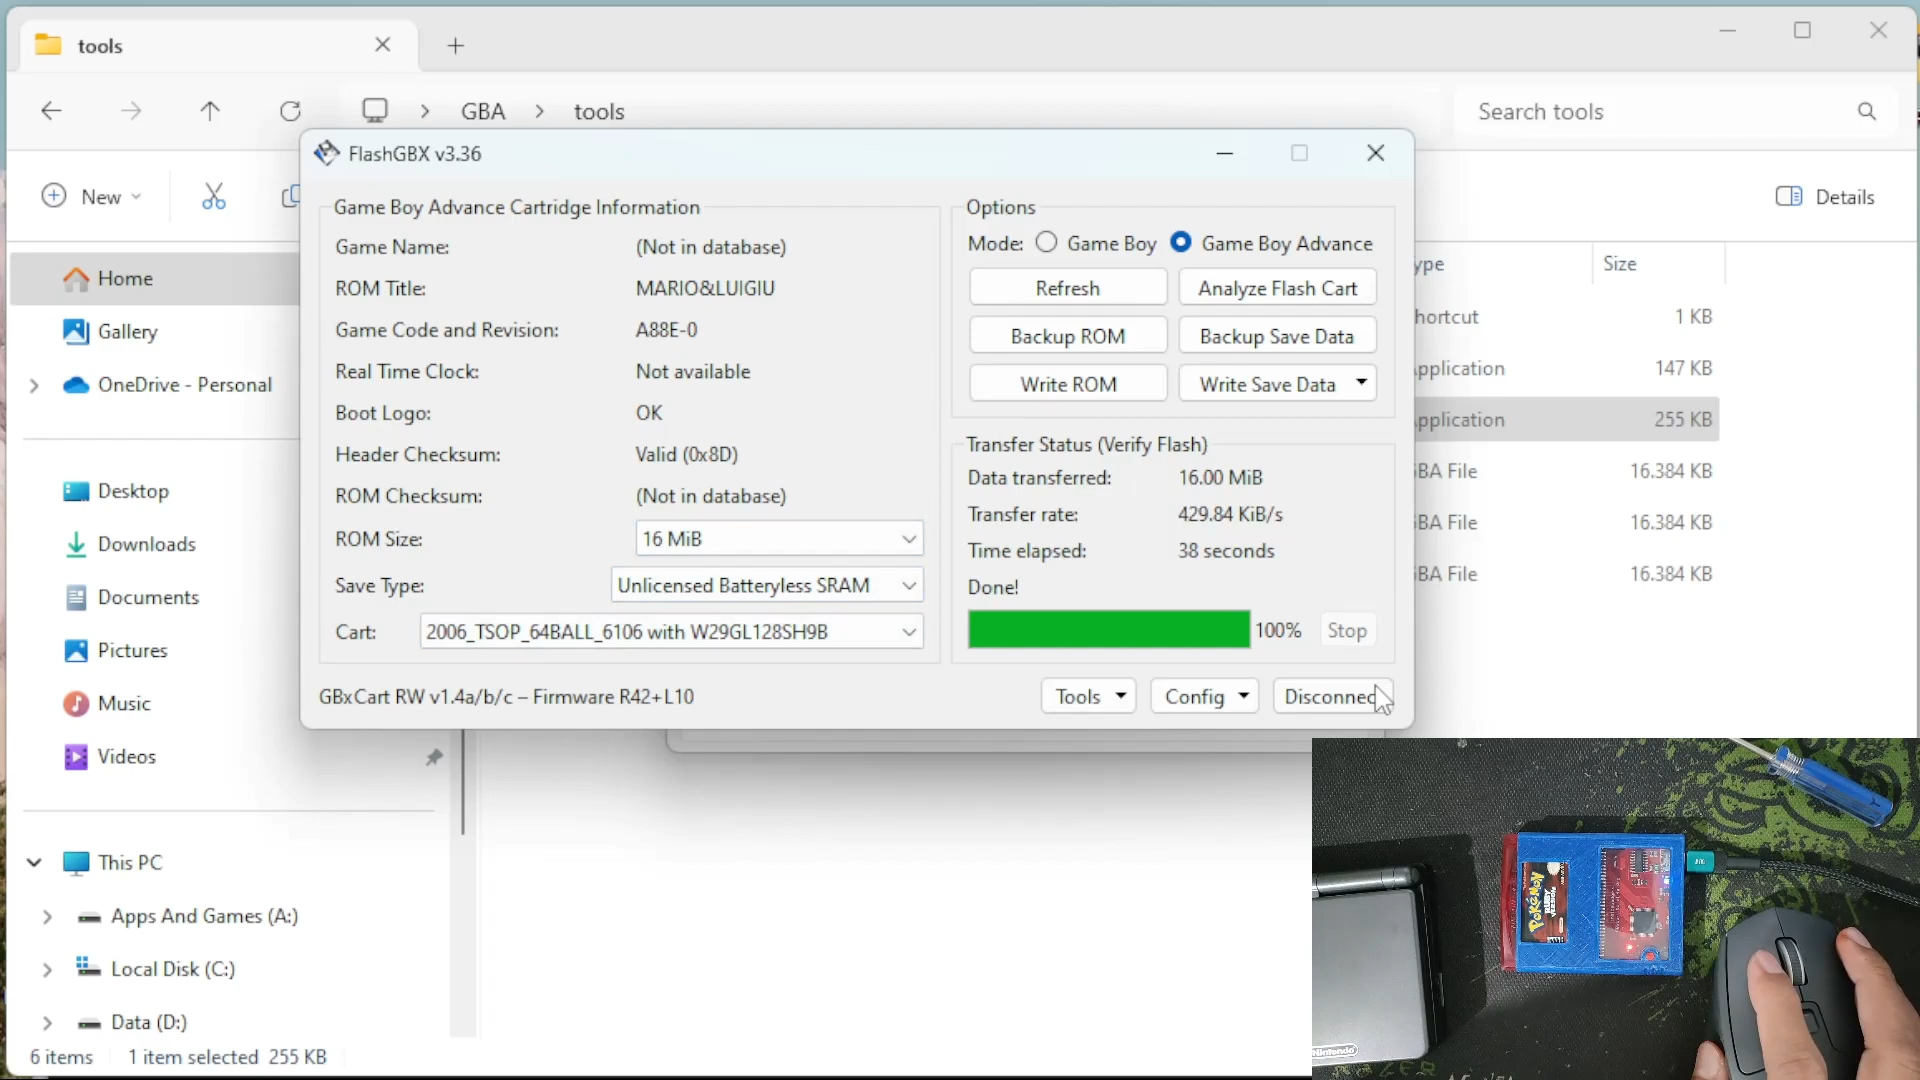 tools
GBA
tools
Search tools
New
Details
FlashGBX v3.36
Home
Gallery
OneDrive - Personal
Desktop
Downloads
Documents
Pictures
Music
Videos
This PC
Apps And Games (A:)
Local Disk (C:)
Data (D:)
6 items
1 item selected 255 KB
Game Boy Advance Cartridge Information
Game Name: (Not in database)
ROM Title: MARIO&LUIGIU
Game Code and Revision: A88E-0
Real Time Clock: Not available
Boot Logo: OK
Header Checksum: Valid (0x8D)
ROM Checksum: (Not in database)
ROM Size: 16 MiB
Save Type: Unlicensed Batteryless SRAM
Cart: 2006_TSOP_64BALL_6106 with W29GL128SH9B
GBxCart RW v1.4a/b/c – Firmware R42+L10
Options
Mode: Game Boy Game Boy Advance
Refresh
Analyze Flash Cart
Backup ROM
Backup Save Data
Write ROM
Write Save Data
Transfer Status (Verify Flash)
Data transferred: 16.00 MiB
Transfer rate: 429.84 KiB/s
Time elapsed: 38 seconds
Done!
100%
Stop
Tools
Config
Disconnec
ype
Size
hortcut
1 KB
pplication
147 KB
pplication
255 KB
BA File
16.384 KB
BA File
16.384 KB
BA File
16.384 KB
POKéMON
Nintendo